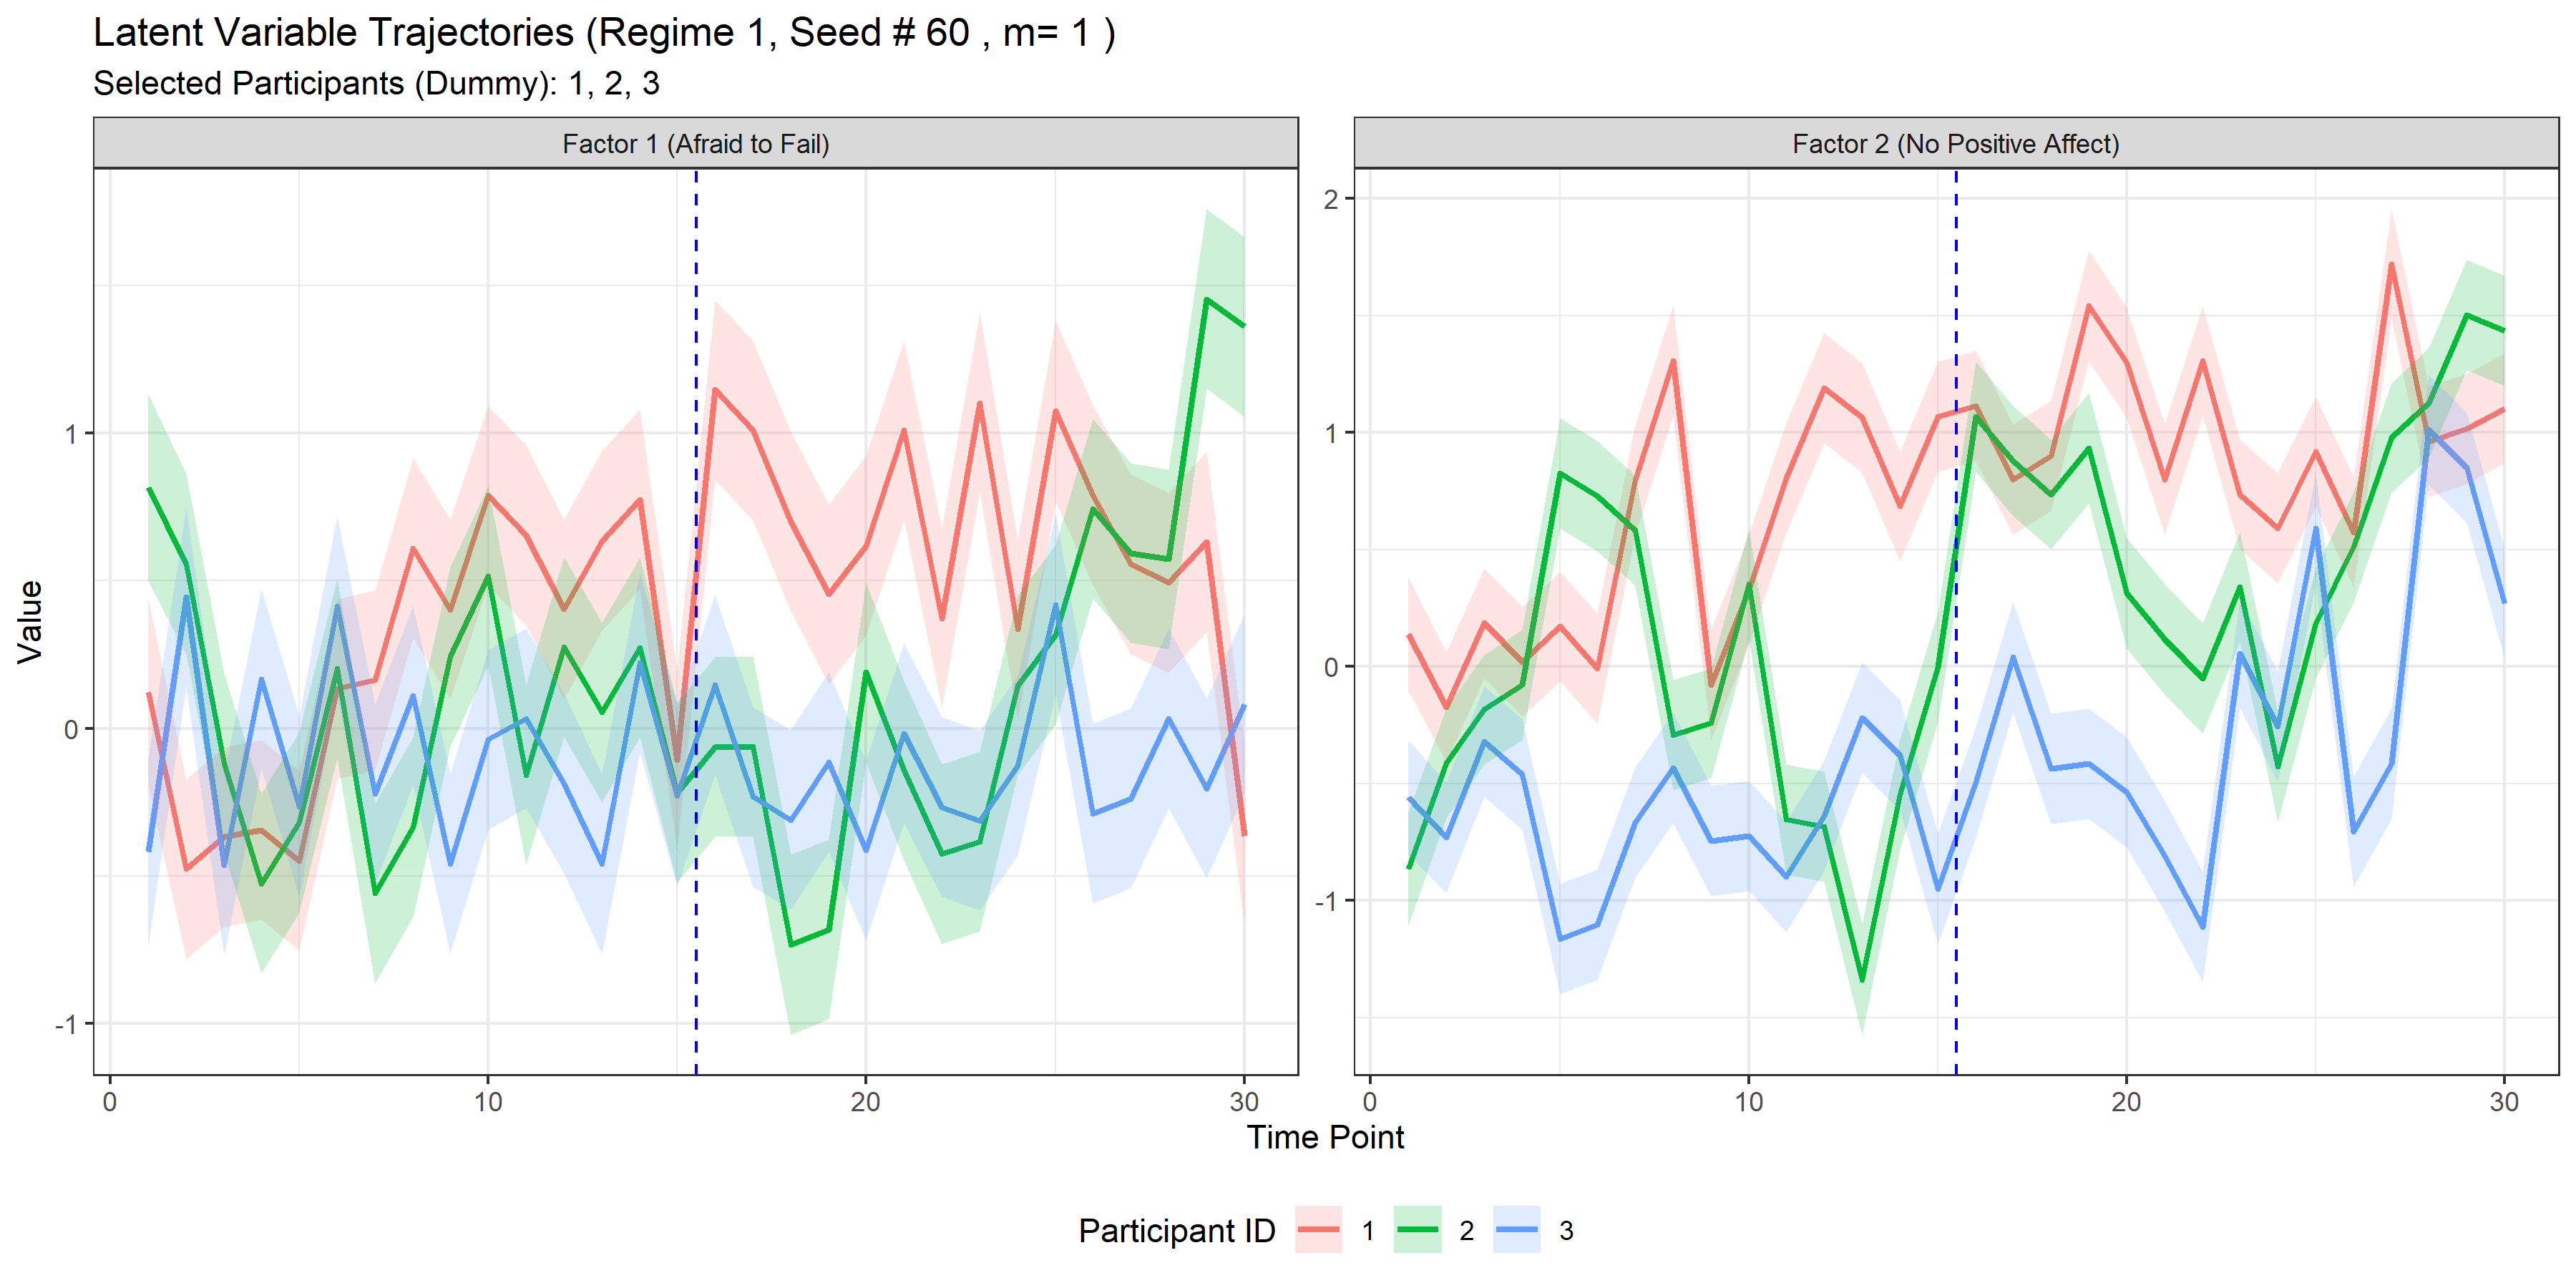 Latent Variable Trajectories (Regime 1, Seed # 60 , m= 1 )
Selected Participants (Dummy): 1, 2, 3
Factor 1 (Afraid to Fail)
Factor 2 (No Positive Affect)
Value
1
0
-1
2
1
0
-1
0 10 20 30
0 10 20 30
Time Point
Participant ID 1 2 3